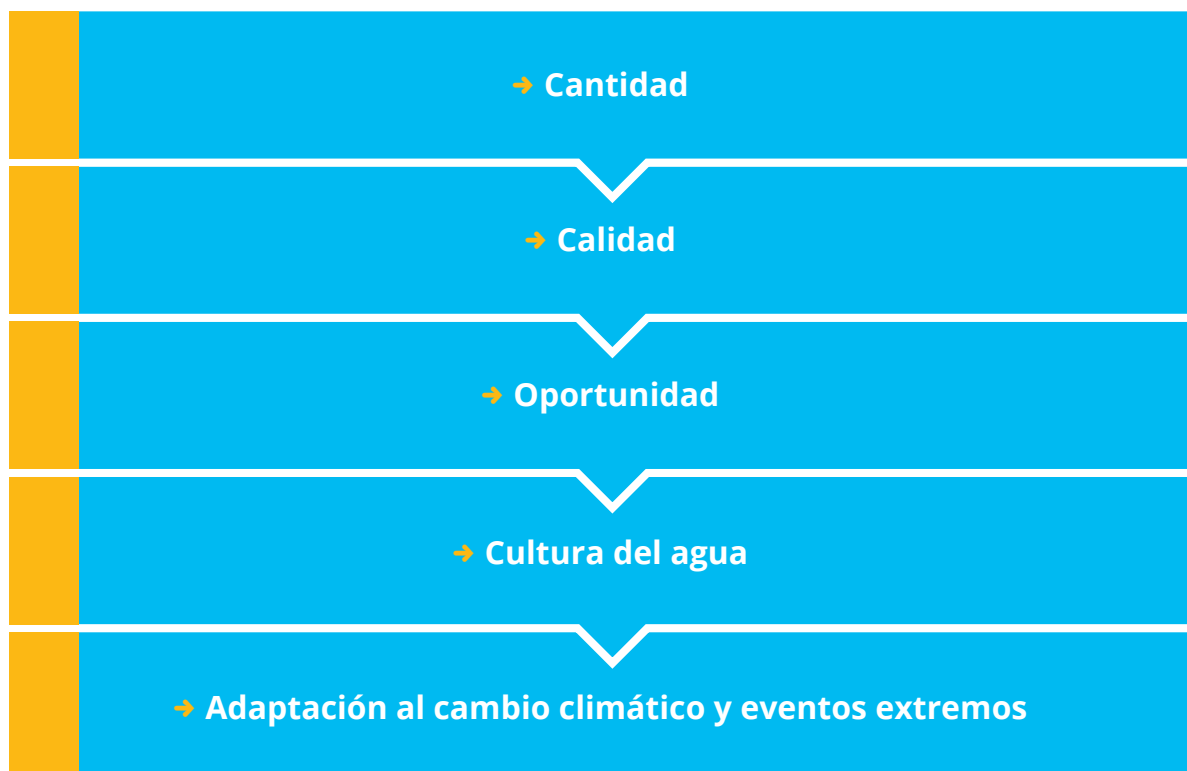 → Cantidad
→ Calidad
→ Oportunidad
→ Cultura del agua
→ Adaptación al cambio climático y eventos extremos